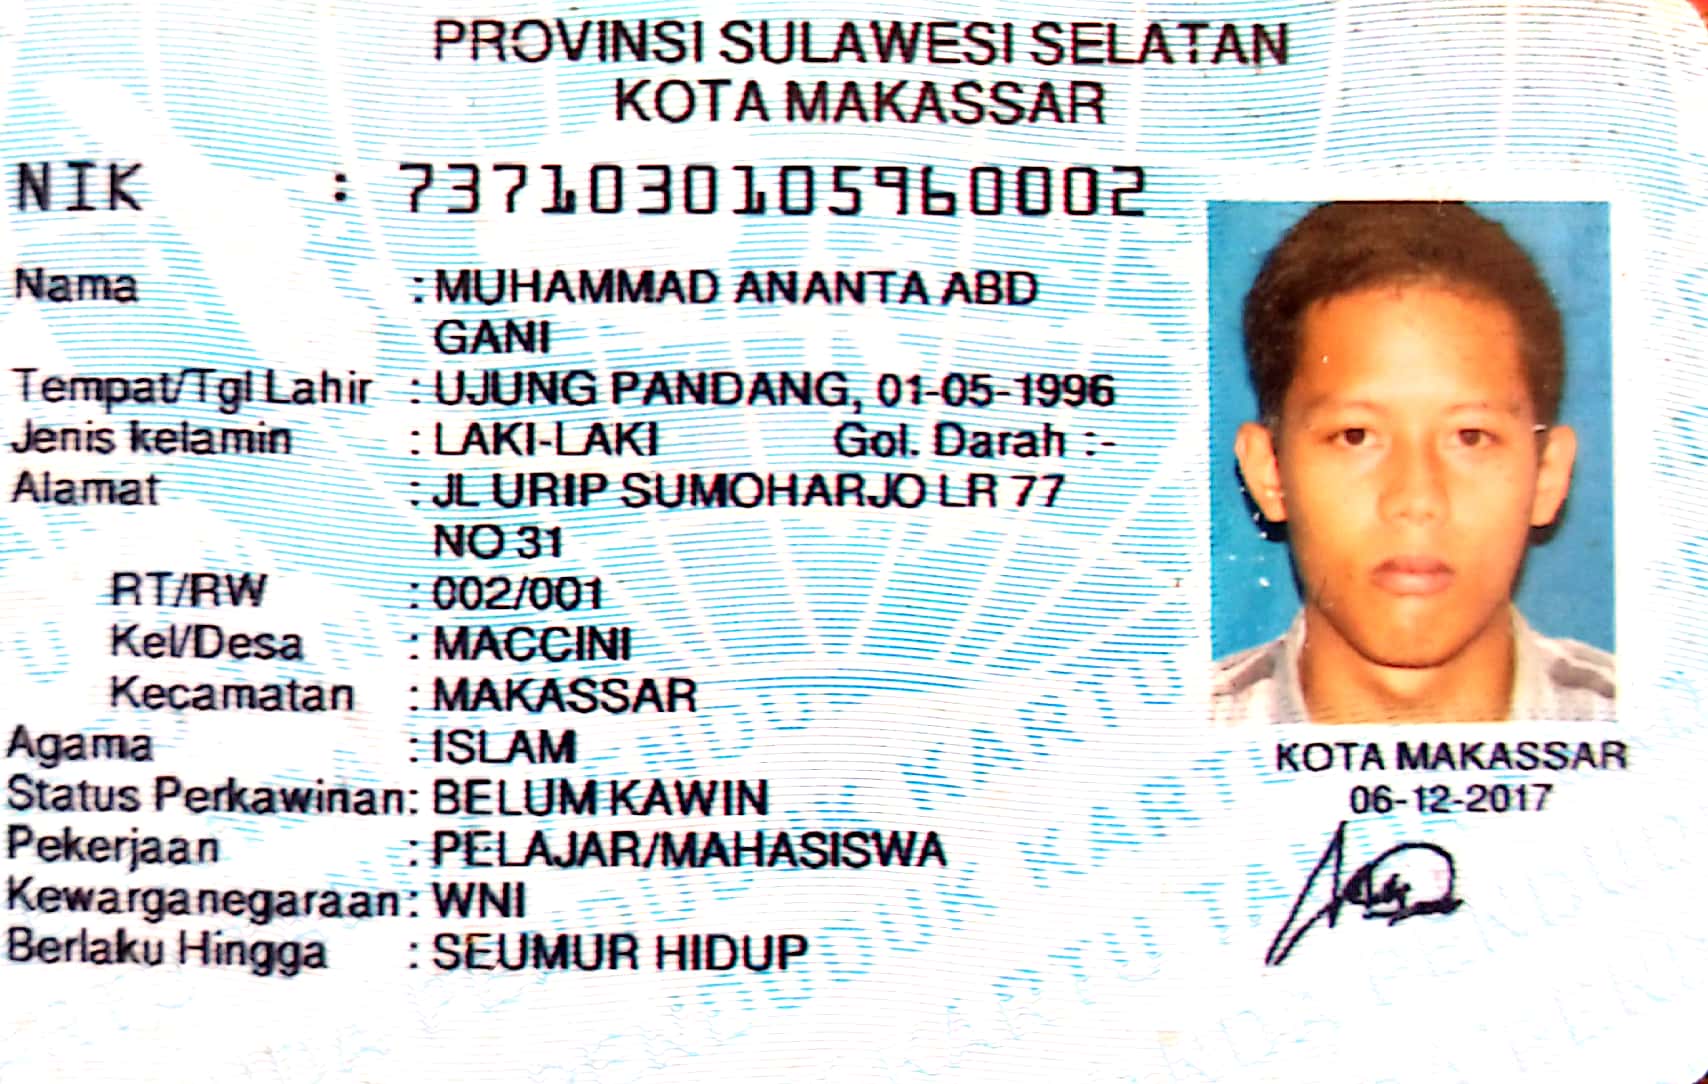 PROVINSI SULAWESI SELATAN
KOTA MAKASSAR
NIK : 7371030105960002
Nama : MUHAMMAD ANANTA ABD
GANI
Tempat/Tgl Lahir : UJUNG PANDANG, 01-05-1996
Jenis kelamin : LAKI-LAKI Gol. Darah :-
Alamat : JL URIP SUMOHARJO LR 77
NO 31
RT/RW : 002/001
Kel/Desa : MACCINI
Kecamatan : MAKASSAR
Agama : ISLAM
Status Perkawinan: BELUM KAWIN
Pekerjaan : PELAJAR/MAHASISWA
Kewarganegaraan: WNI
Berlaku Hingga : SEUMUR HIDUP
KOTA MAKASSAR
06-12-2017